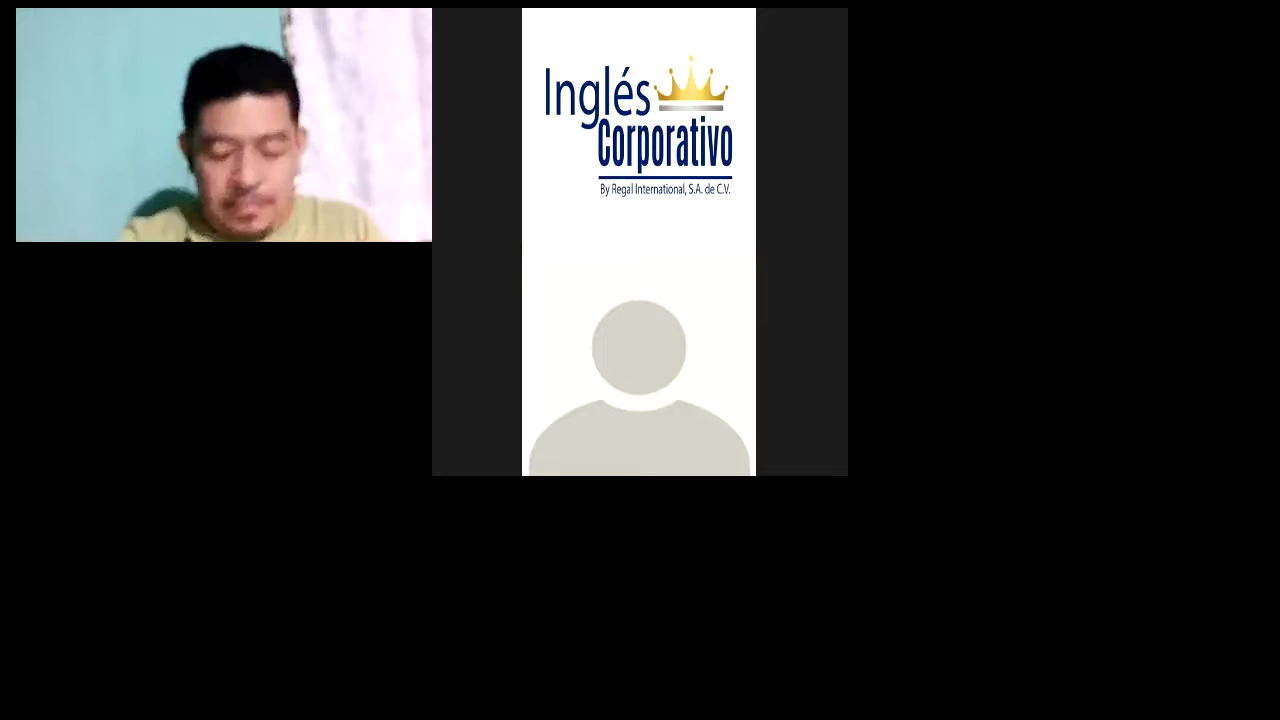 Inglés
Corporativo
By Regal International, S.A. de C.V.